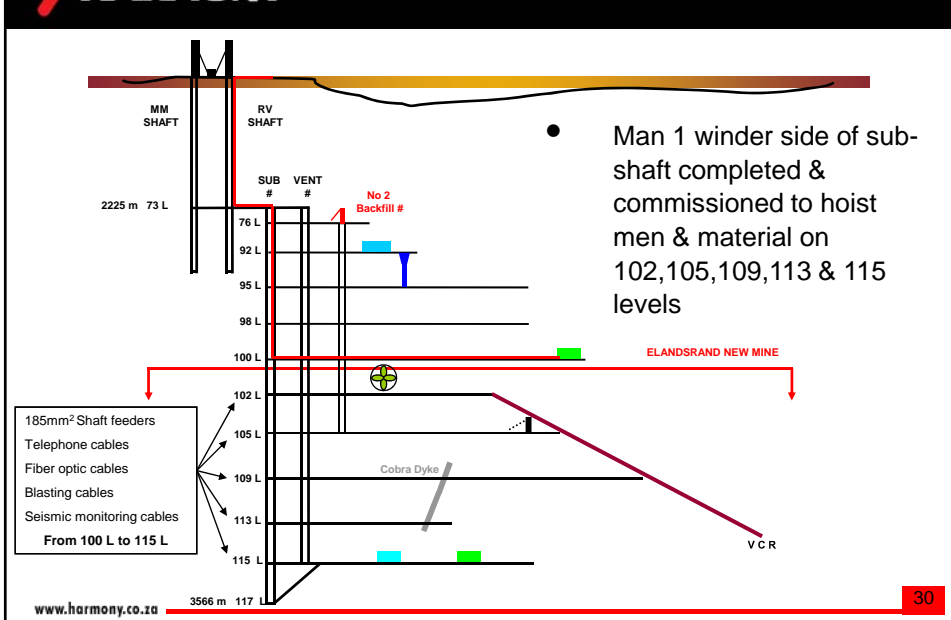 MM
SHAFT
RV
SHAFT
SUB
#
VENT
#
No 2
Backfill #
2225 m 73 L
76 L
92 L
95 L
98 L
100 L
102 L
105 L
109 L
113 L
115 L
3566 m 117 L
• Man 1 winder side of sub-
shaft completed &
commissioned to hoist
men & material on
102,105,109,113 & 115
levels
ELANDSRAND NEW MINE
185mm² Shaft feeders
Telephone cables
Fiber optic cables
Blasting cables
Seismic monitoring cables
From 100 L to 115 L
Cobra Dyke
V C R
www.harmony.co.za
30